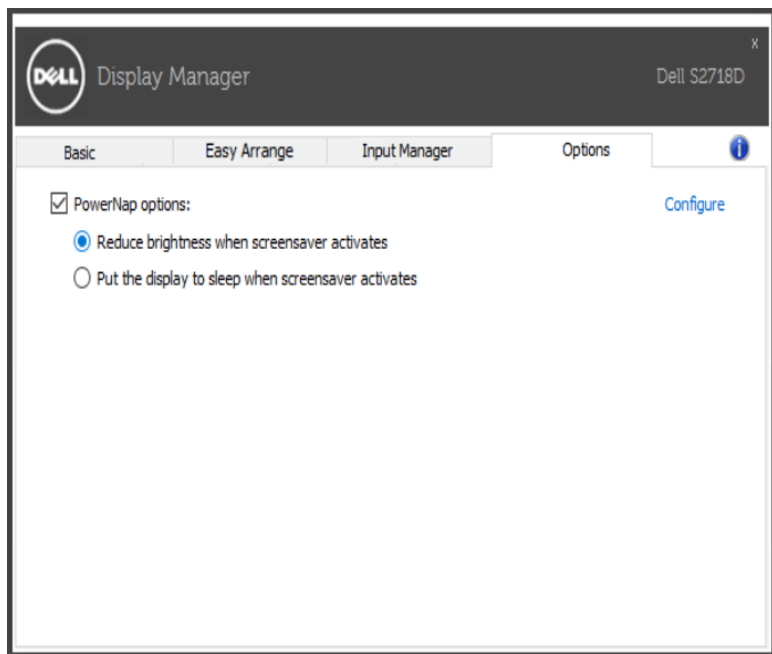 DELL Display Manager
x
Dell S2718D
Basic Easy Arrange Input Manager Options i
PowerNap options: Configure
Reduce brightness when screensaver activates
Put the display to sleep when screensaver activates